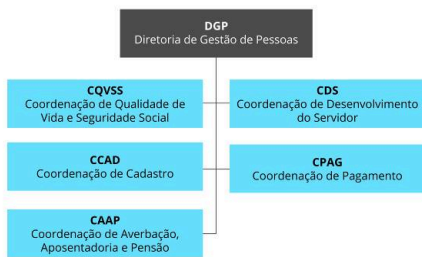 DGP
Diretoria de Gestão de Pessoas
CQVSS
Coordenação de Qualidade de
Vida e Seguridade Social
CDS
Coordenação de Desenvolvimento
do Servidor
CCAD
Coordenação de Cadastro
CPAG
Coordenação de Pagamento
CAAP
Coordenação de Averbação,
Aposentadoria e Pensão